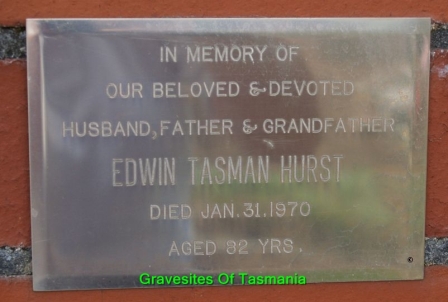 IN MEMORY OF
OUR BELOVED & DEVOTED
HUSBAND, FATHER & GRANDFATHER
EDWIN TASMAN HURST
DIED JAN. 31. 1970
AGED 82 YRS.
Gravesites Of Tasmania